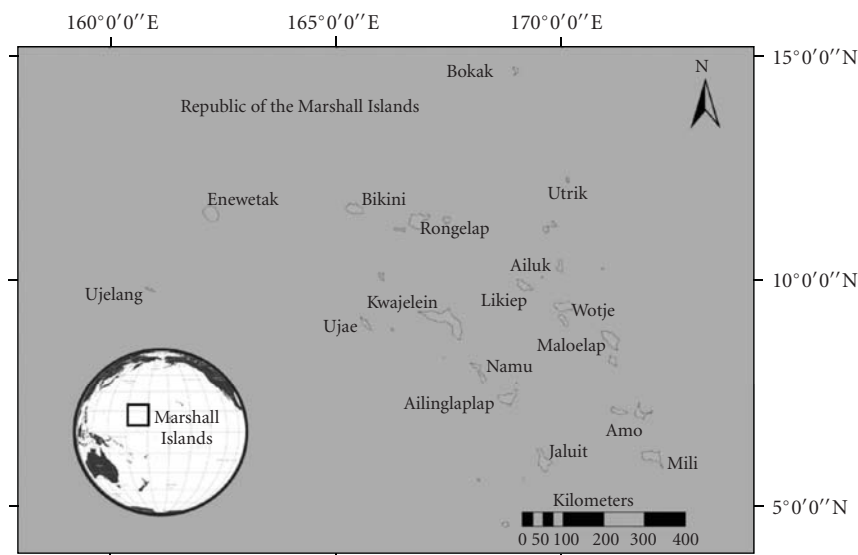 160°0′0′′E 165°0′0′′E 170°0′0′′E
15°0′0′′N
Bokak
N
Republic of the Marshall Islands
Utrik
Enewetak
Bikini
Rongelap
Ailuk
10°0′0′′N
Ujelang
Kwajelein
Likiep
Wotje
Ujae
Maloelap
Namu
Ailinglaplap
Marshall
Islands
Amo
Jaluit
Mili
Kilometers
5°0′0′′N
0 50 100 200 300 400